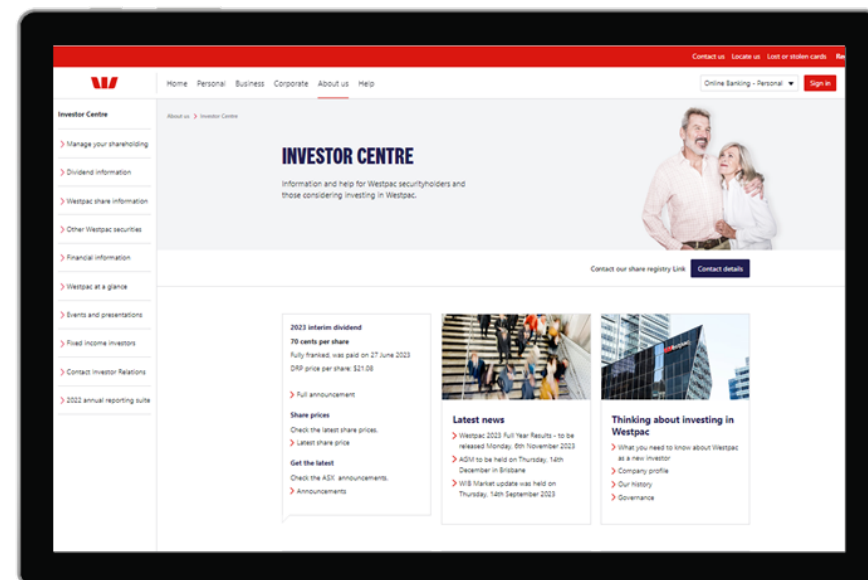 Contact us Locate us Lost or stolen cards
Home Personal Business Corporate About us Help
Online Banking - Personal
Sign in
Investor Centre
Manage your shareholding
Dividend information
Westpac share information
Other Westpac securities
Financial information
Westpac at a glance
Events and presentations
Fixed income investors
Contact Investor Relations
2022 annual reporting suite
About us > Investor Centre
INVESTOR CENTRE
Information and help for Westpac securityholders and
those considering investing in Westpac.
Contact our share registry Link
Contact details
2023 interim dividend
70 cents per share
Fully franked, was paid on 27 June 2023
DRP price per share: $21.08
Full announcement
Share prices
Check the latest share prices.
Latest share price
Get the latest
Check the ASX announcements.
Announcements
Latest news
Westpac 2023 Full Year Results - to be
released Monday, 6th November 2023
AGM to be held on Thursday, 14th
December in Brisbane
WIB Market update was held on
Thursday, 14th September 2023
Westpac
Thinking about investing in
Westpac
What you need to know about Westpac
as a new investor
Company profile
Our history
Governance